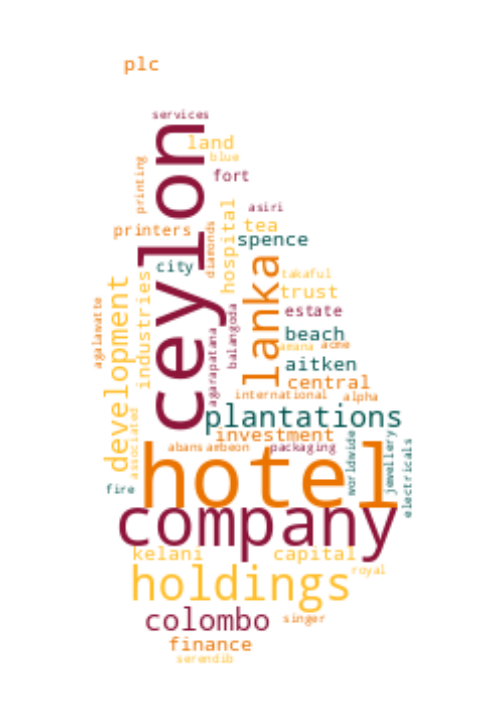 plc
services
ceylon
land
blue
printing
fort
asiri
printers
diamonds
hospital
tea
spence
city
lanka
takaful
industries
development
trust
agalawatte
balangoda
estate
agarapatana
beach
amana
acme
aitken
central
international
alpha
plantations
associated
investment
abans
aebeon
packaging
worldwide
jewellery
electricals
hotel
fire
company
kelani
capital
royal
holdings
colombo
singer
finance
serendib